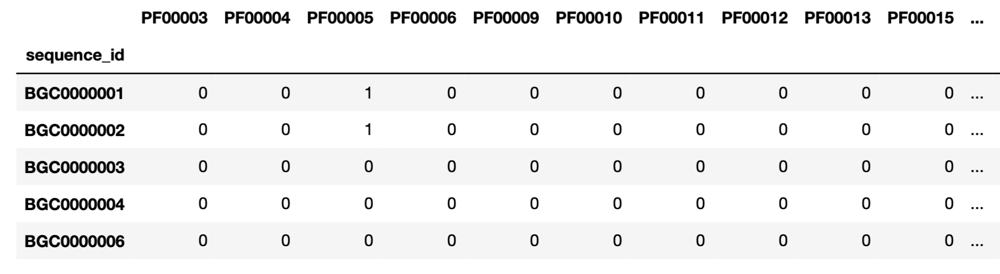 PF00003 PF00004 PF00005 PF00006 PF00009 PF00010 PF00011 PF00012 PF00013 PF00015 ...
sequence_id
BGC0000001 0 0 1 0 0 0 0 0 0 0 ...
BGC0000002 0 0 1 0 0 0 0 0 0 0 ...
BGC0000003 0 0 0 0 0 0 0 0 0 0 ...
BGC0000004 0 0 0 0 0 0 0 0 0 0 ...
BGC0000006 0 0 0 0 0 0 0 0 0 0 ...